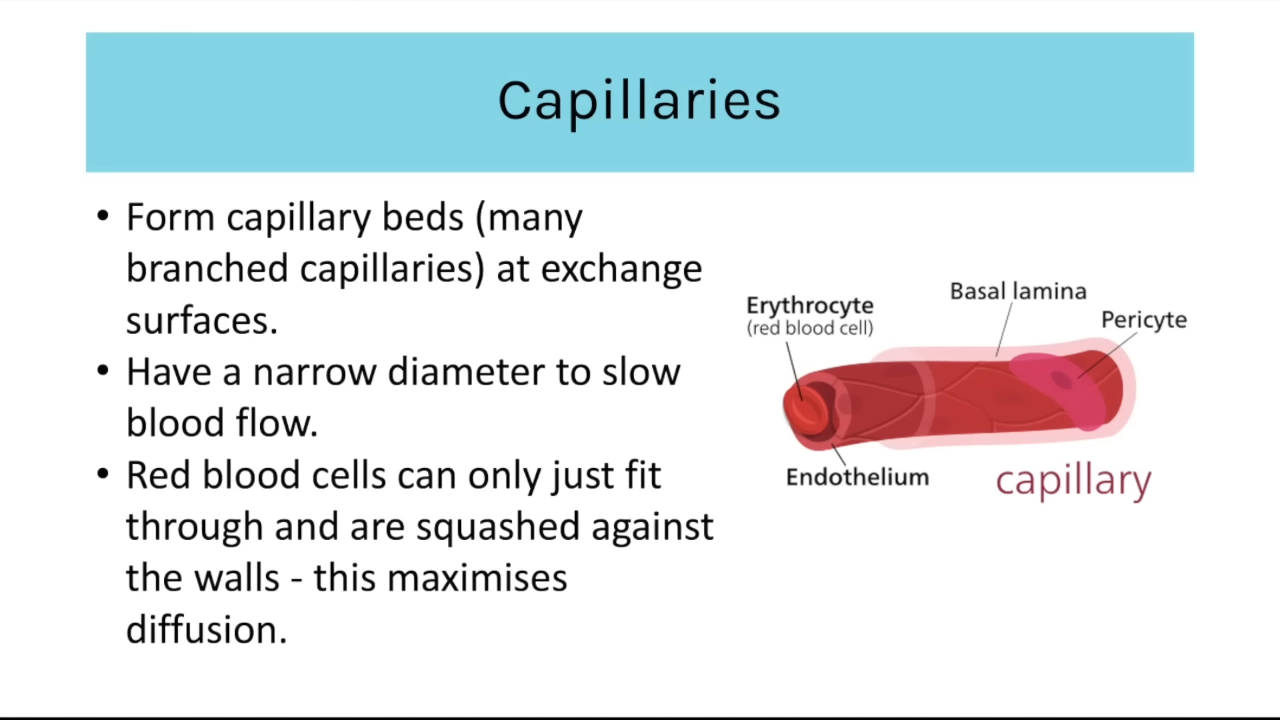 Capillaries
• Form capillary beds (many
branched capillaries) at exchange
surfaces.
• Have a narrow diameter to slow
blood flow.
• Red blood cells can only just fit
through and are squashed against
the walls - this maximises
diffusion.
Basal lamina
Erythrocyte
(red blood cell)
Pericyte
Endothelium
capillary